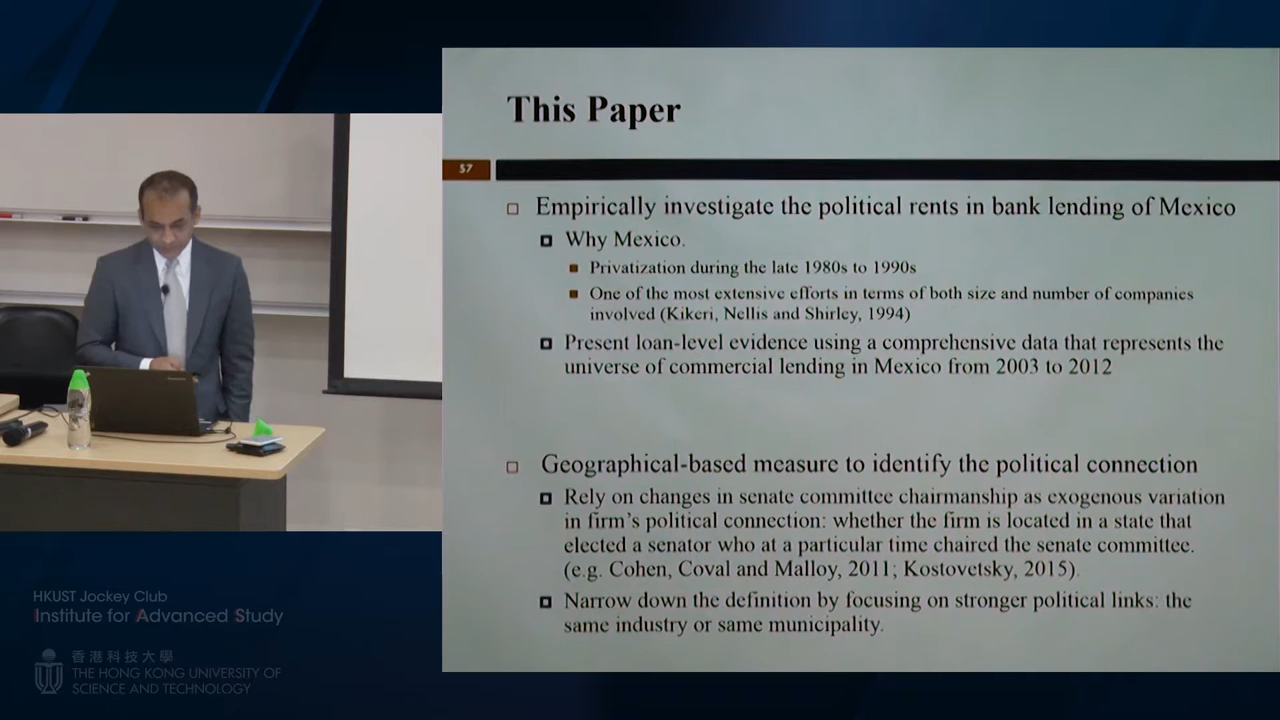 This Paper
57
Empirically investigate the political rents in bank lending of Mexico
Why Mexico.
Privatization during the late 1980s to 1990s
One of the most extensive efforts in terms of both size and number of companies
involved (Kikeri, Nellis and Shirley, 1994)
Present loan-level evidence using a comprehensive data that represents the
universe of commercial lending in Mexico from 2003 to 2012
Geographical-based measure to identify the political connection
Rely on changes in senate committee chairmanship as exogenous variation
in firm's political connection: whether the firm is located in a state that
elected a senator who at a particular time chaired the senate committee.
(e.g. Cohen, Coval and Malloy, 2011; Kostovetsky, 2015).
Narrow down the definition by focusing on stronger political links: the
same industry or same municipality.
HKUST Jockey Club
Institute for Advanced Study
香港科技大學
THE HONG KONG UNIVERSITY OF
SCIENCE AND TECHNOLOGY